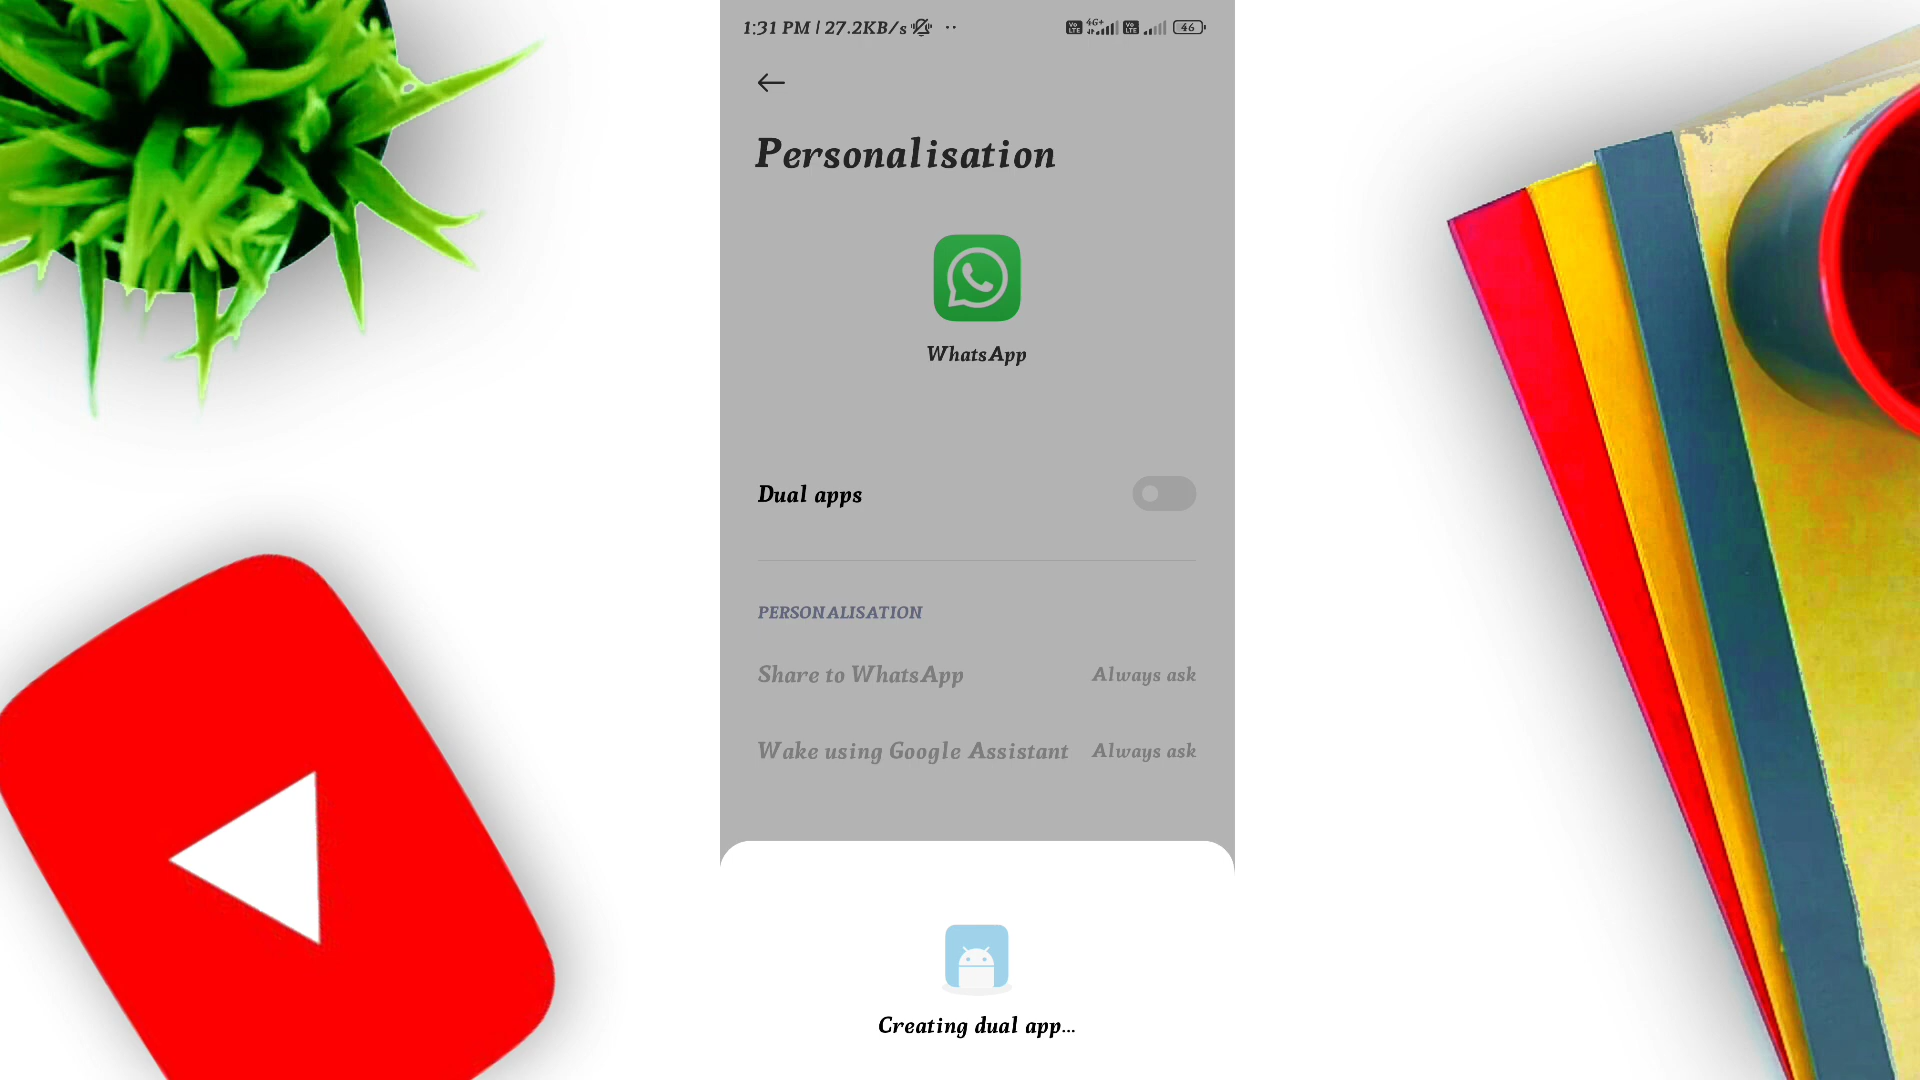 1:31 PM | 27.2KB/s
4G+
46
Personalisation
WhatsApp
Dual apps
PERSONALISATION
Share to WhatsApp Always ask
Wake using Google Assistant Always ask
Creating dual app...